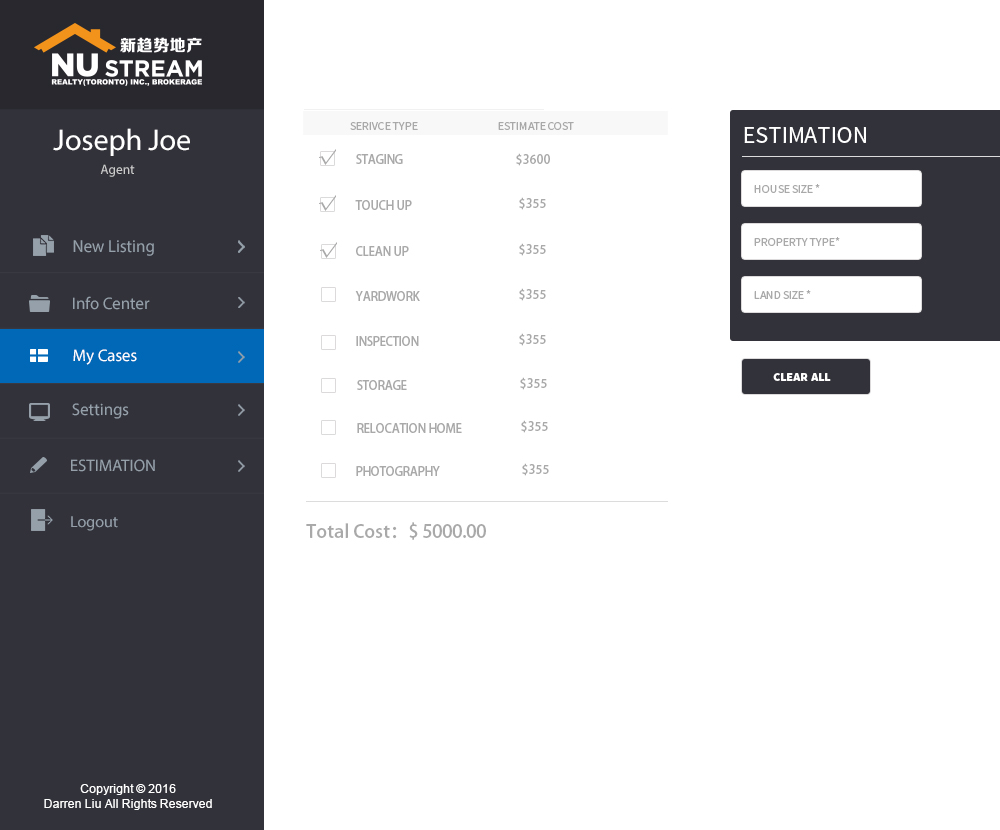 新趋势地产
NU STREAM
REALTY(TORONTO) INC., BROKERAGE
Joseph Joe
Agent
New Listing
Info Center
My Cases
Settings
ESTIMATION
Logout
Copyright © 2016
Darren Liu All Rights Reserved
SERIVCE TYPE ESTIMATE COST
STAGING $3600
TOUCH UP $355
CLEAN UP $355
YARDWORK $355
INSPECTION $355
STORAGE $355
RELOCATION HOME $355
PHOTOGRAPHY $355
Total Cost：$ 5000.00
ESTIMATION
HOUSE SIZE *
PROPERTY TYPE*
LAND SIZE *
CLEAR ALL